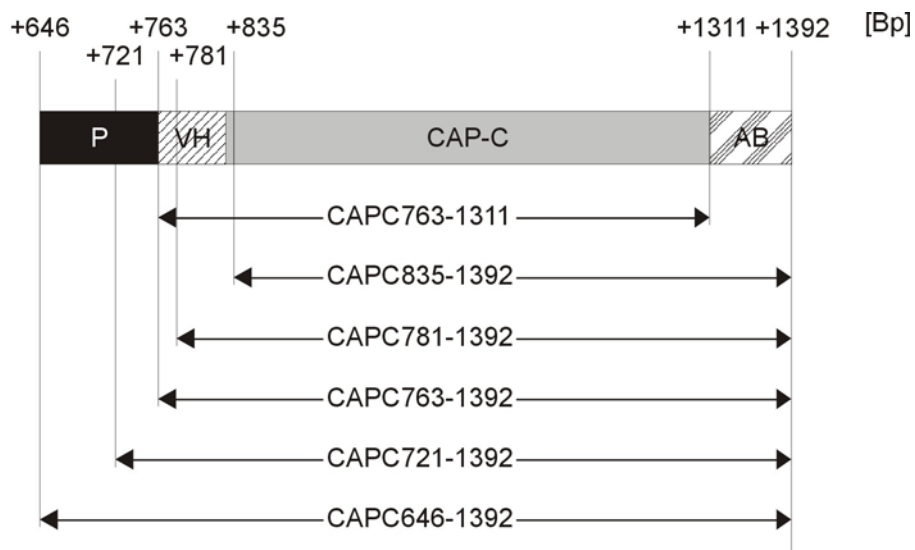 +646 +763 +835 +1311 +1392 [Bp]
+721 +781
P VH CAP-C AB
CAPC763-1311
CAPC835-1392
CAPC781-1392
CAPC763-1392
CAPC721-1392
CAPC646-1392